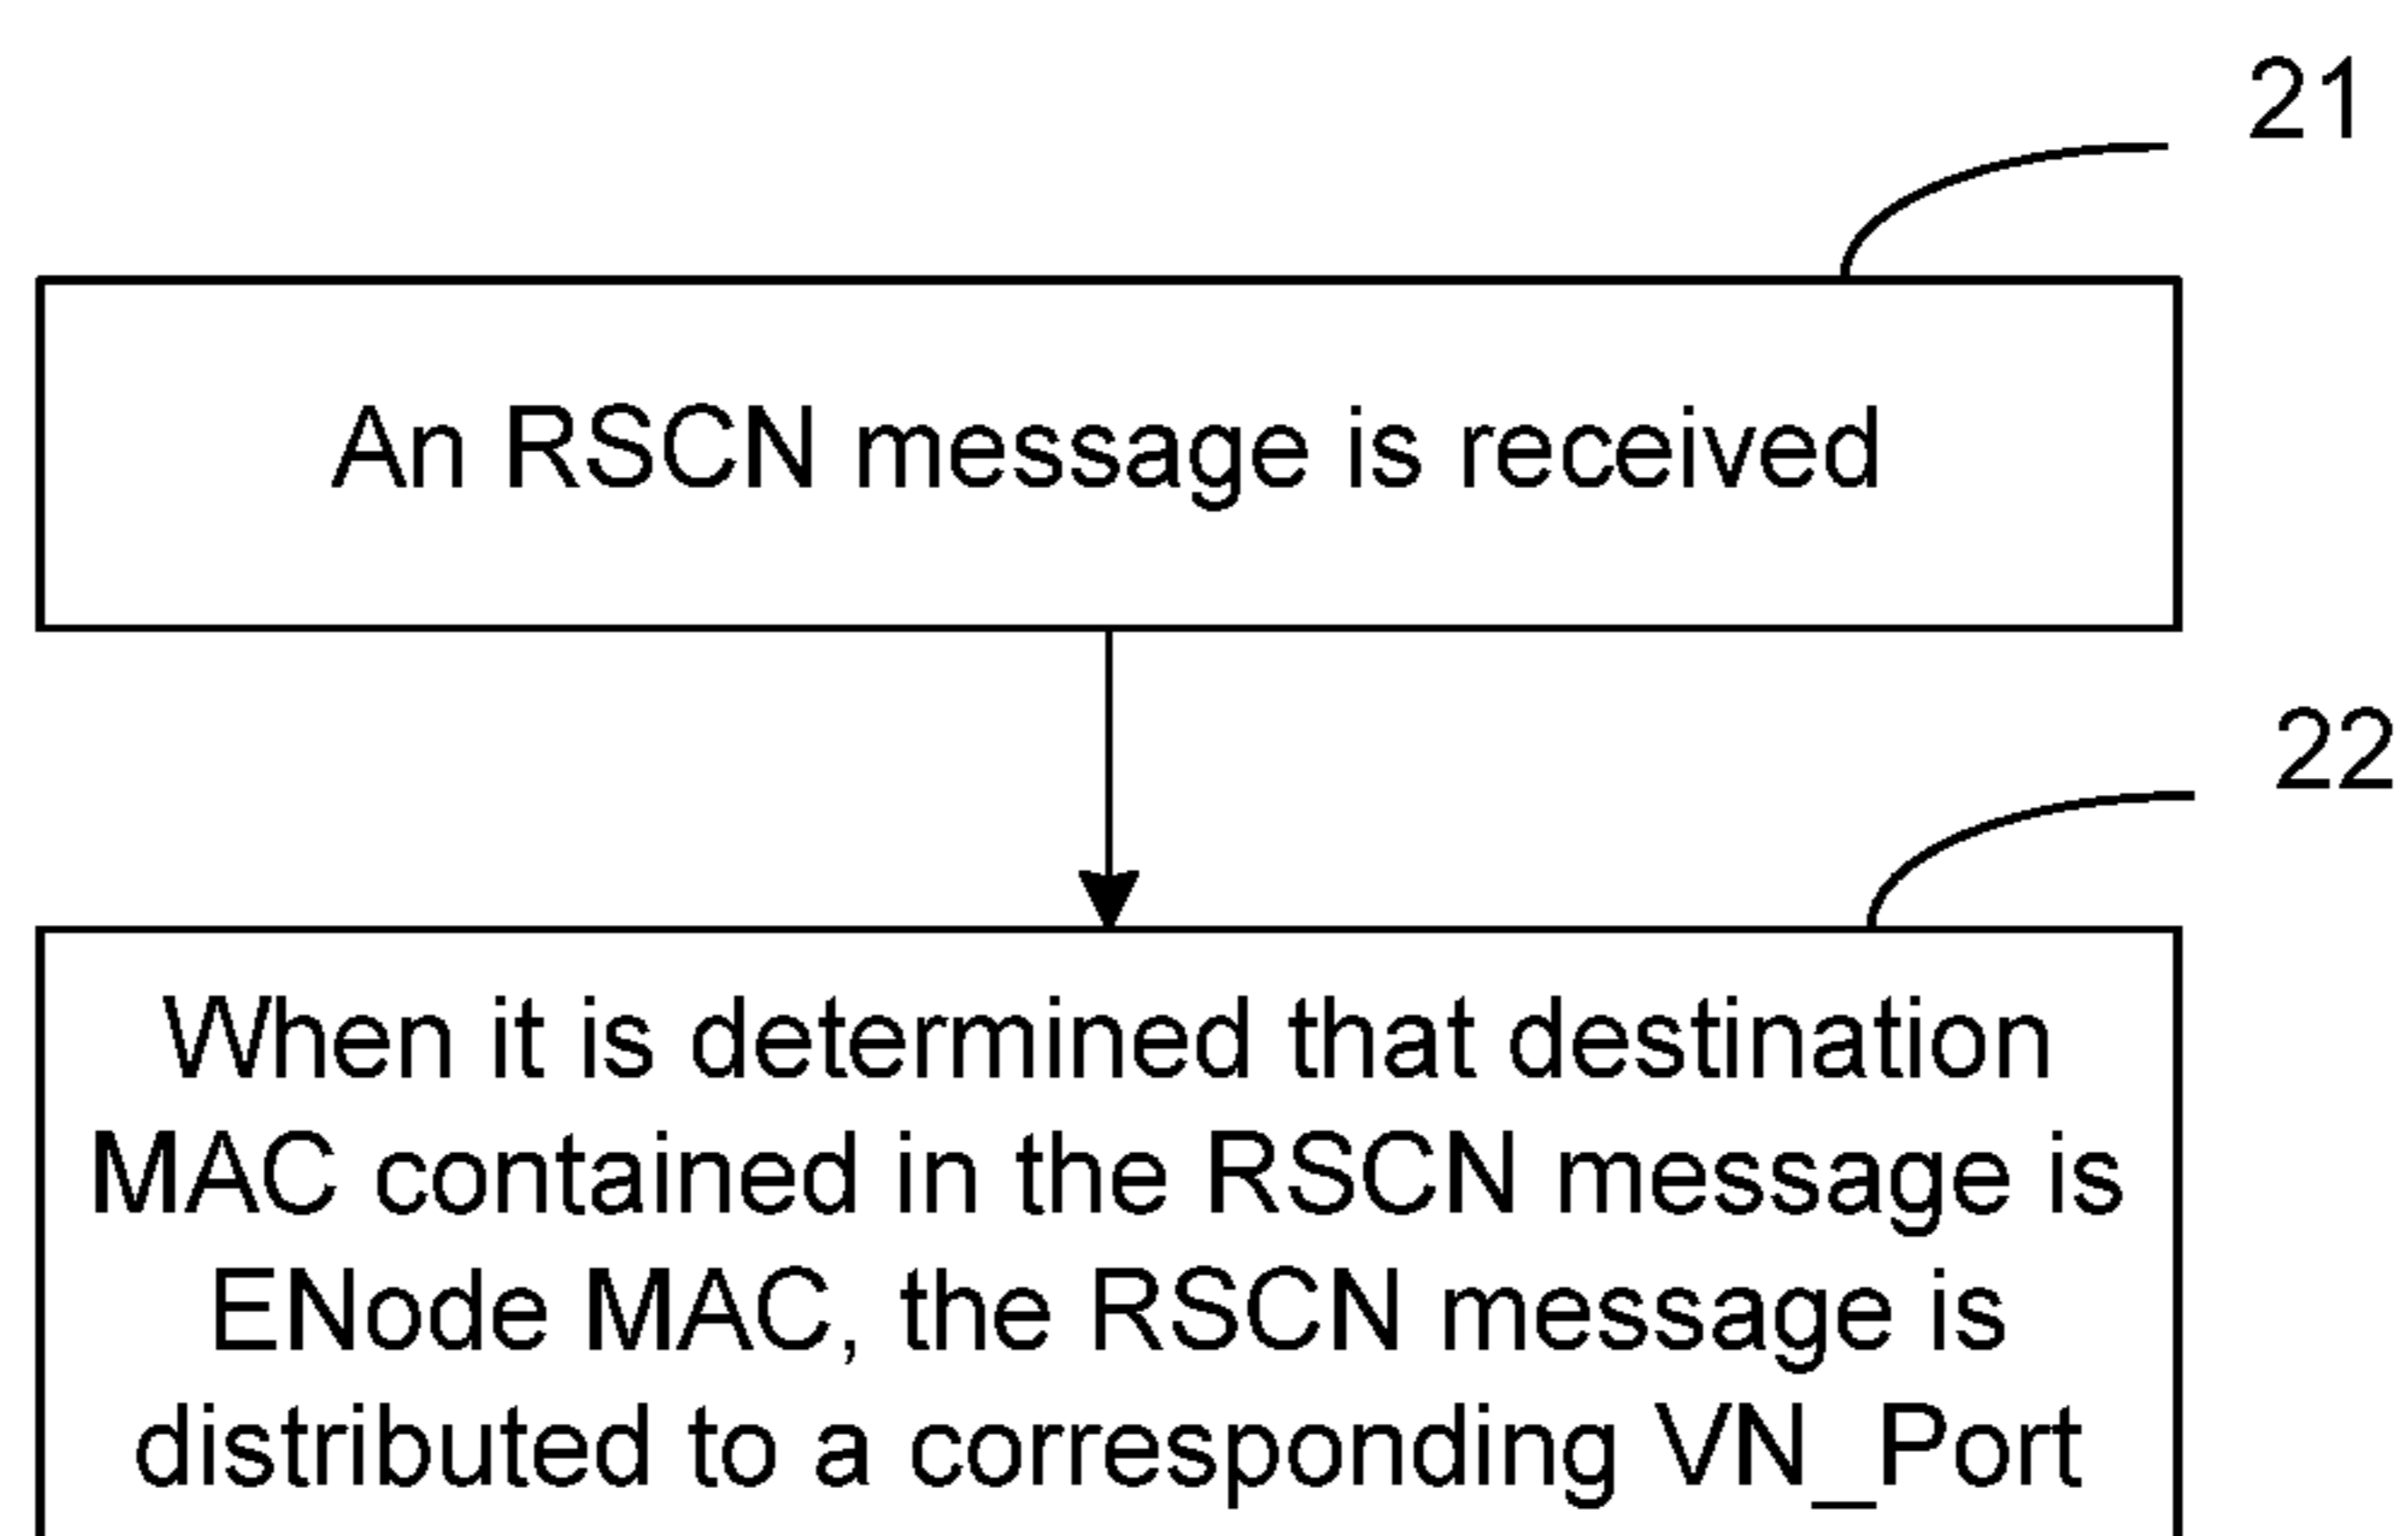 21
An RSCN message is received
22
When it is determined that destination
MAC contained in the RSCN message is
ENode MAC, the RSCN message is
distributed to a corresponding VN_Port